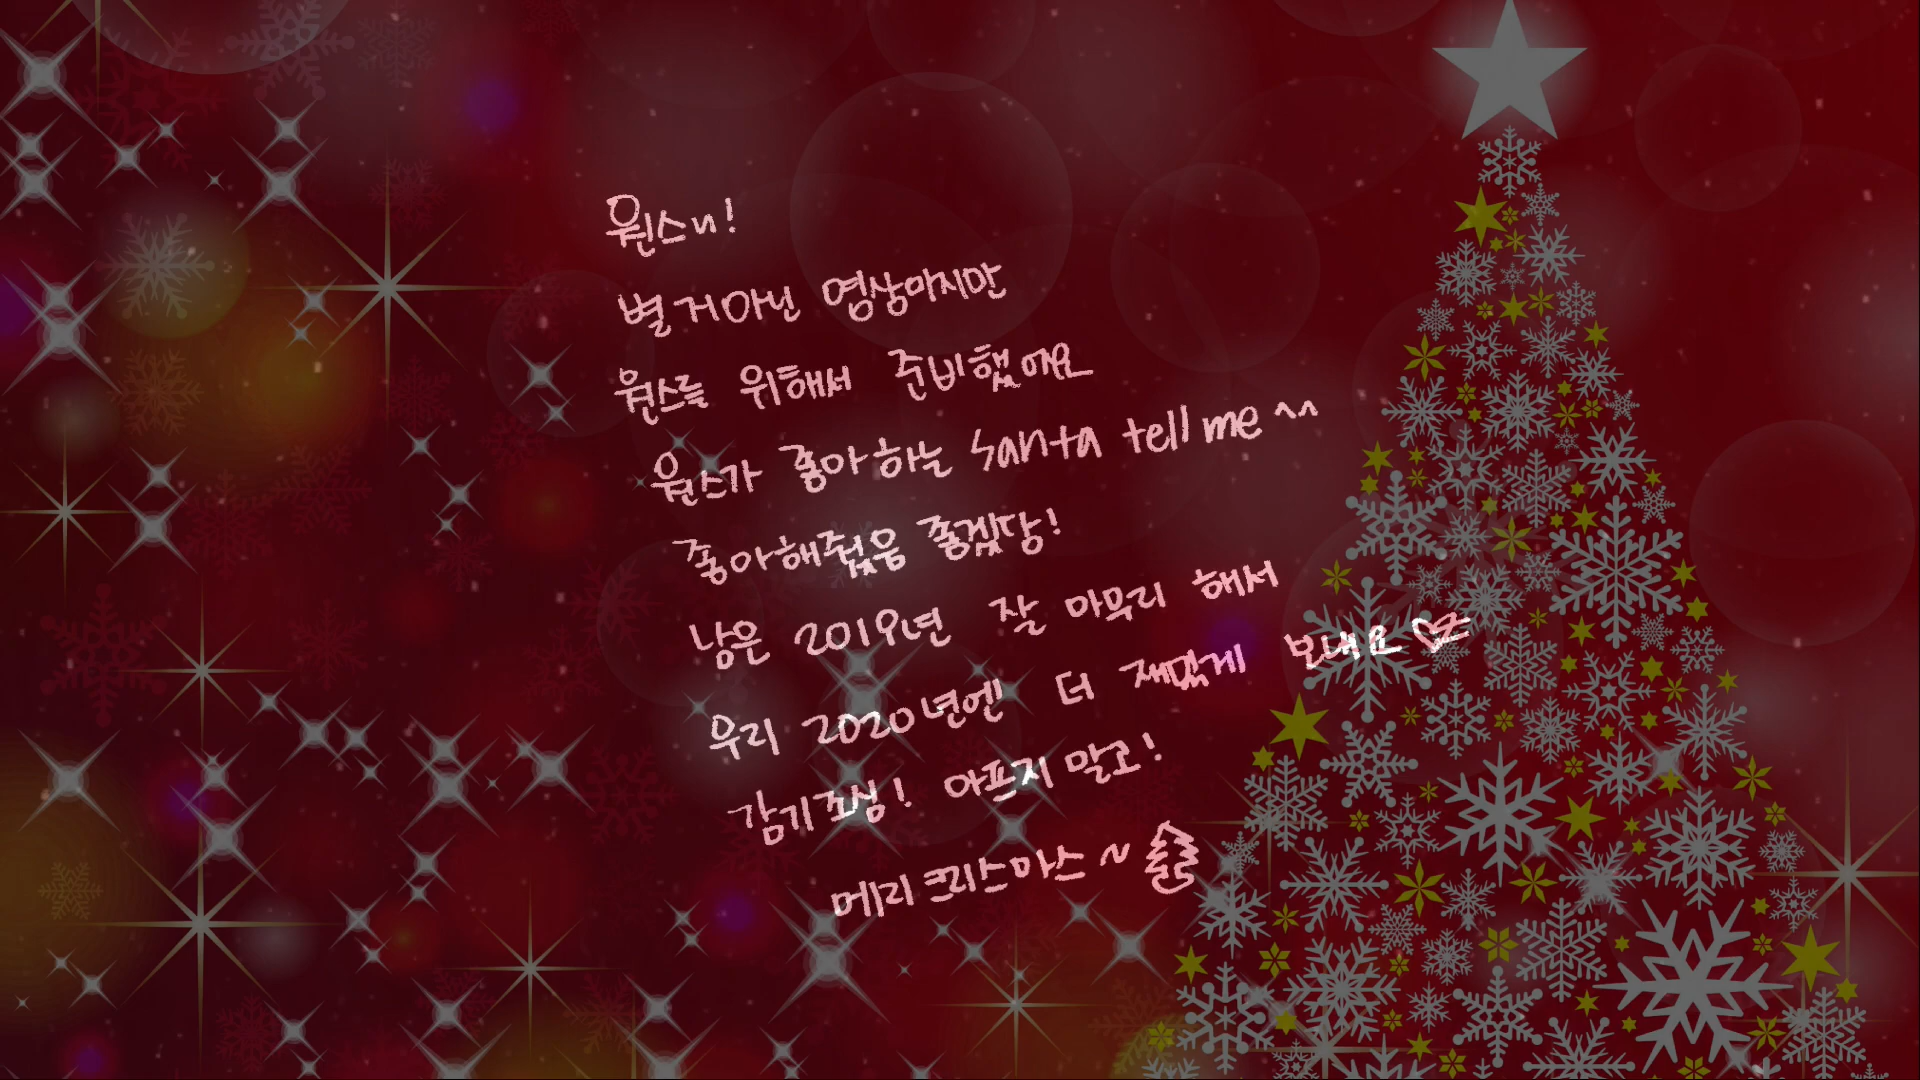 원스~!
별거아닌 영상이지만
원스를 위해서 준비했어요
원스가 좋아하는 Santa tell me ^^
좋아해줬음 좋겠당!
남은 2019년 잘 마무리 해서
우리 2020년엔 더 재밌게 보내요♡
감기조심! 아프지 말고!
메리크리스마스~